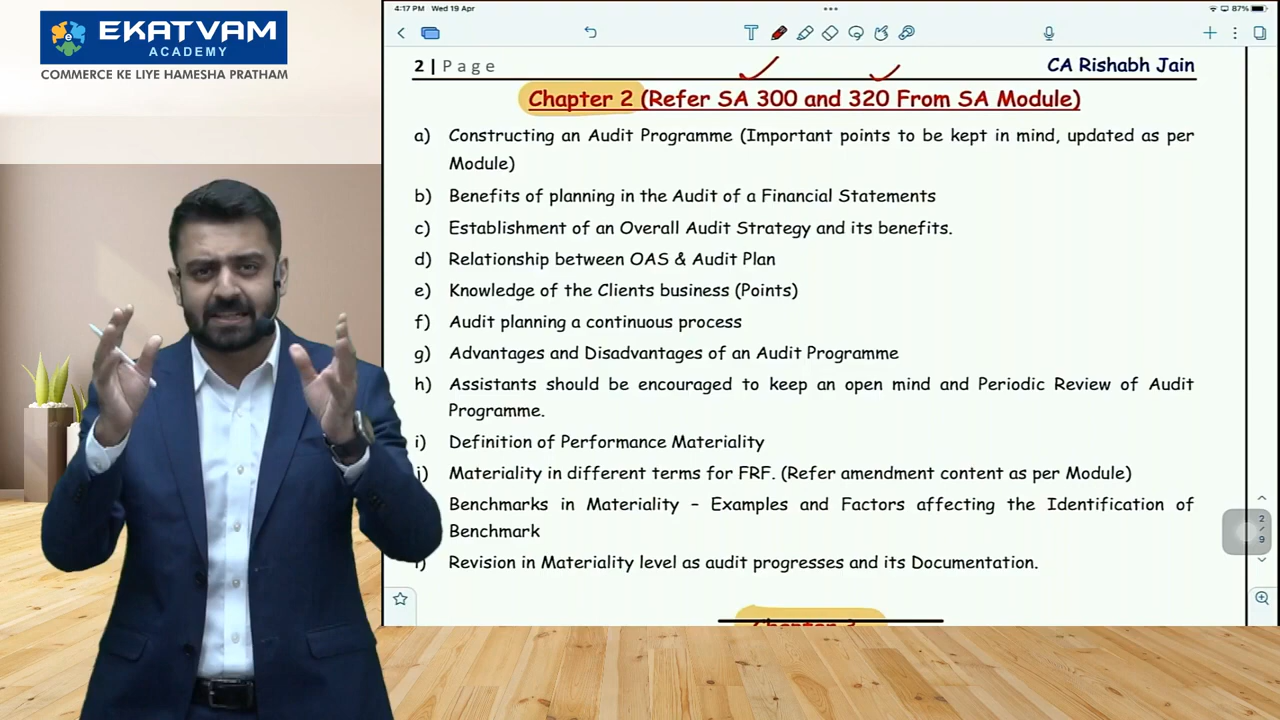 EKATVAM
ACADEMY
COMMERCE KE LIYE HAMESHA PRATHAM
4:17 PM Wed 19 Apr
87%
2 | Page
CA Rishabh Jain
Chapter 2 (Refer SA 300 and 320 From SA Module)
a) Constructing an Audit Programme (Important points to be kept in mind, updated as per
Module)
b) Benefits of planning in the Audit of a Financial Statements
c) Establishment of an Overall Audit Strategy and its benefits.
d) Relationship between OAS & Audit Plan
e) Knowledge of the Clients business (Points)
f) Audit planning a continuous process
g) Advantages and Disadvantages of an Audit Programme
h) Assistants should be encouraged to keep an open mind and Periodic Review of Audit
Programme.
i) Definition of Performance Materiality
j) Materiality in different terms for FRF. (Refer amendment content as per Module)
Benchmarks in Materiality – Examples and Factors affecting the Identification of
Benchmark
Revision in Materiality level as audit progresses and its Documentation.
2
/
9